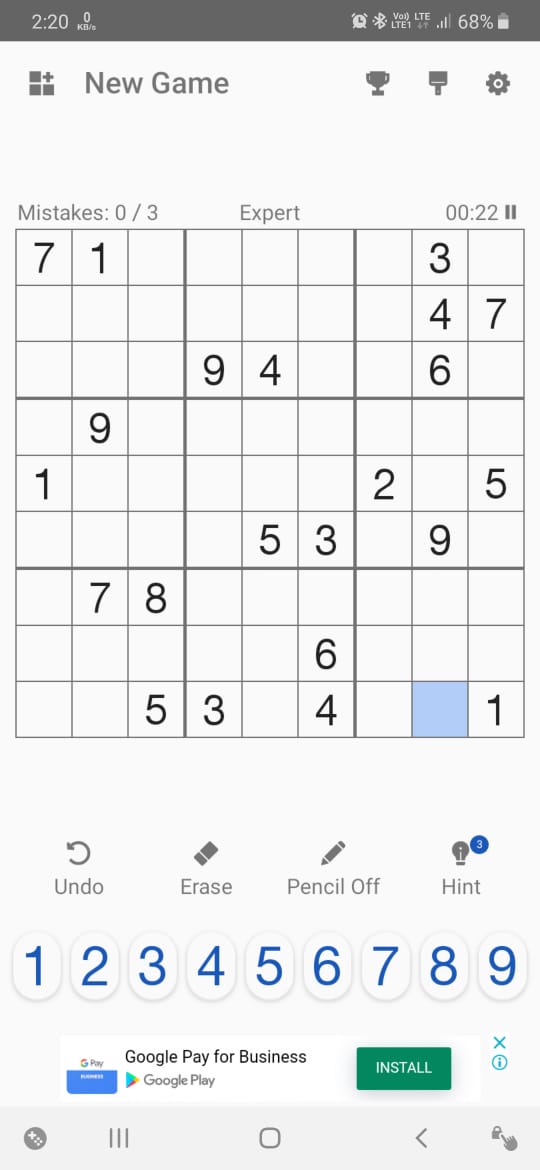 2:20 0 KB/s Vo) LTE LTE1 68%
New Game
Mistakes: 0 / 3 Expert 00:22
7 1 3
4 7
9 4 6
9
1 2 5
5 3 9
7 8
6
5 3 4 1
3
Undo Erase Pencil Off Hint
1 2 3 4 5 6 7 8 9
G Pay
BUSINESS
Google Pay for Business
Google Play
INSTALL